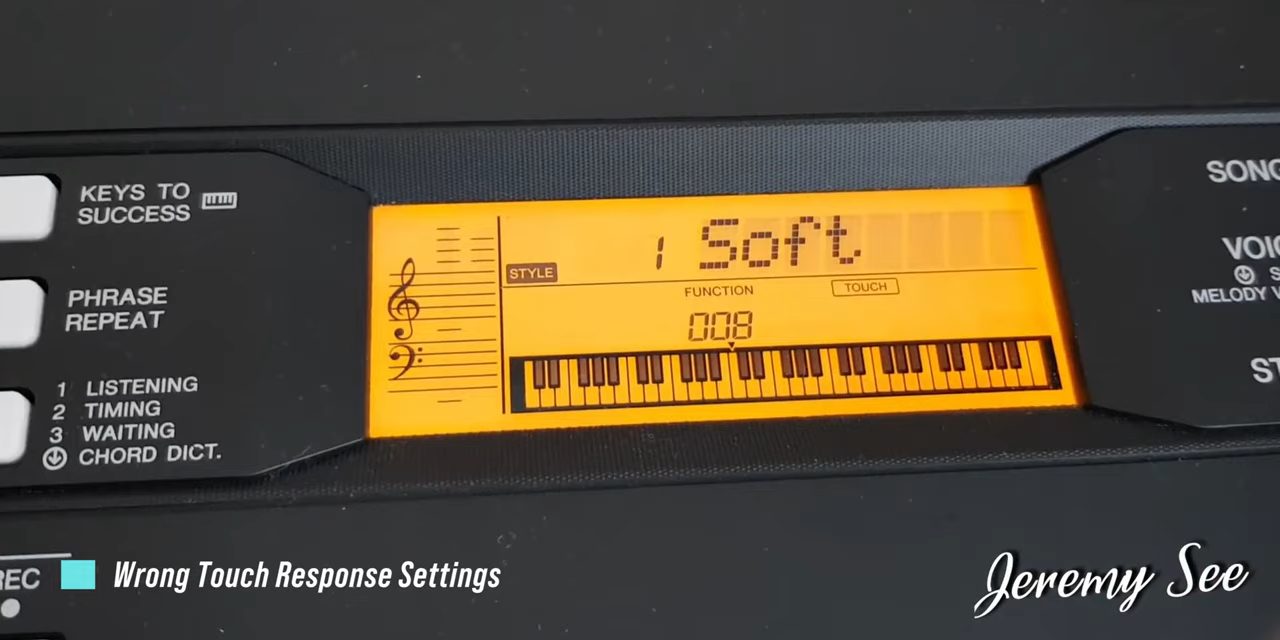 KEYS TO
SUCCESS
PHRASE
REPEAT
1 LISTENING
2 TIMING
3 WAITING
CHORD DICT.
1 Soft
STYLE
FUNCTION
TOUCH
008
MELODY
REC
Wrong Touch Response Settings
Jeremy See